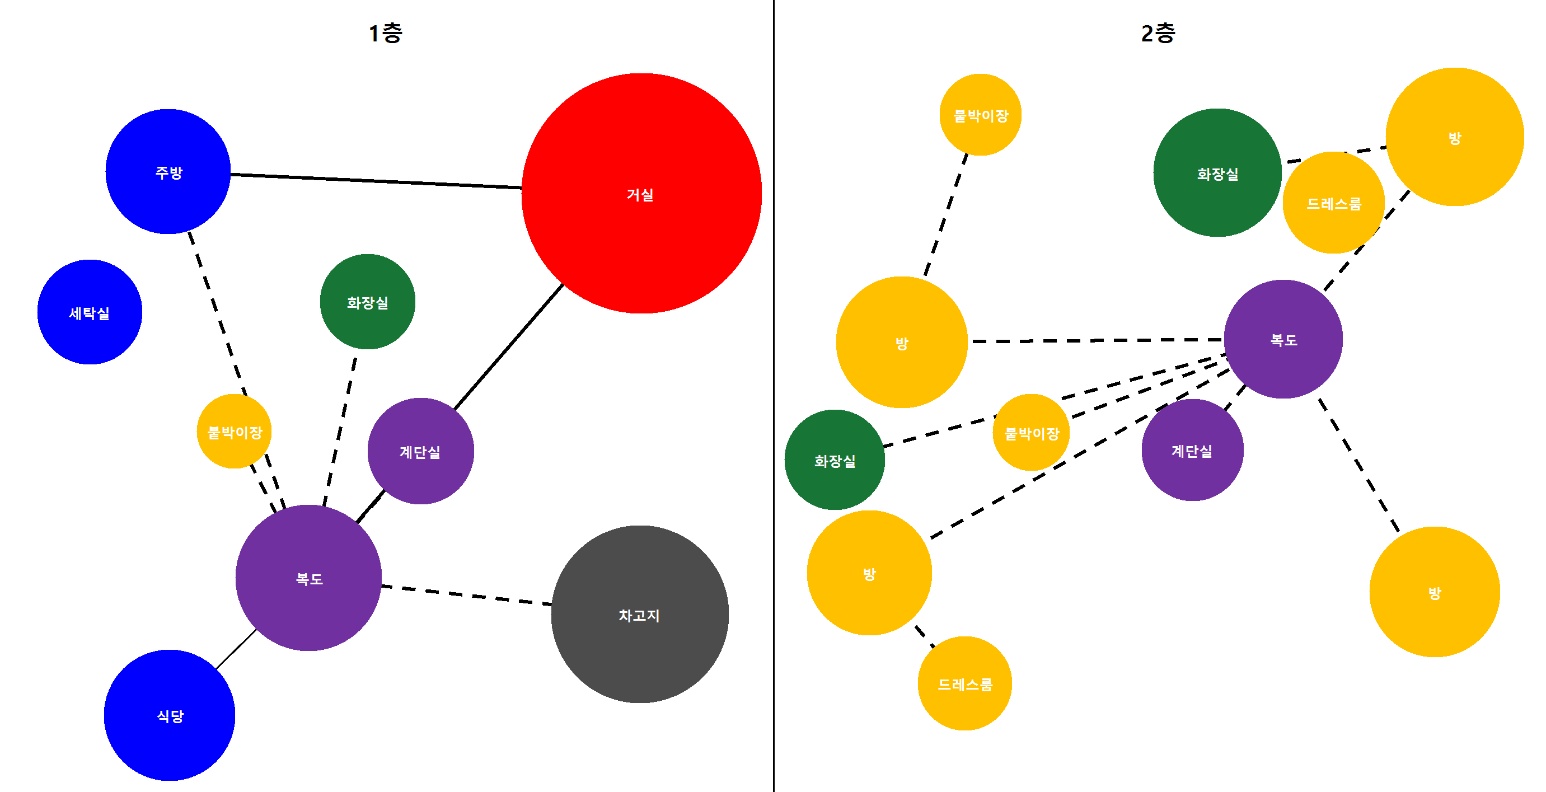 1층
주방
거실
세탁실
화장실
붙박이장
계단실
복도
차고지
식당
2층
붙박이장
방
화장실
드레스룸
방
복도
붙박이장
화장실
계단실
방
방
드레스룸